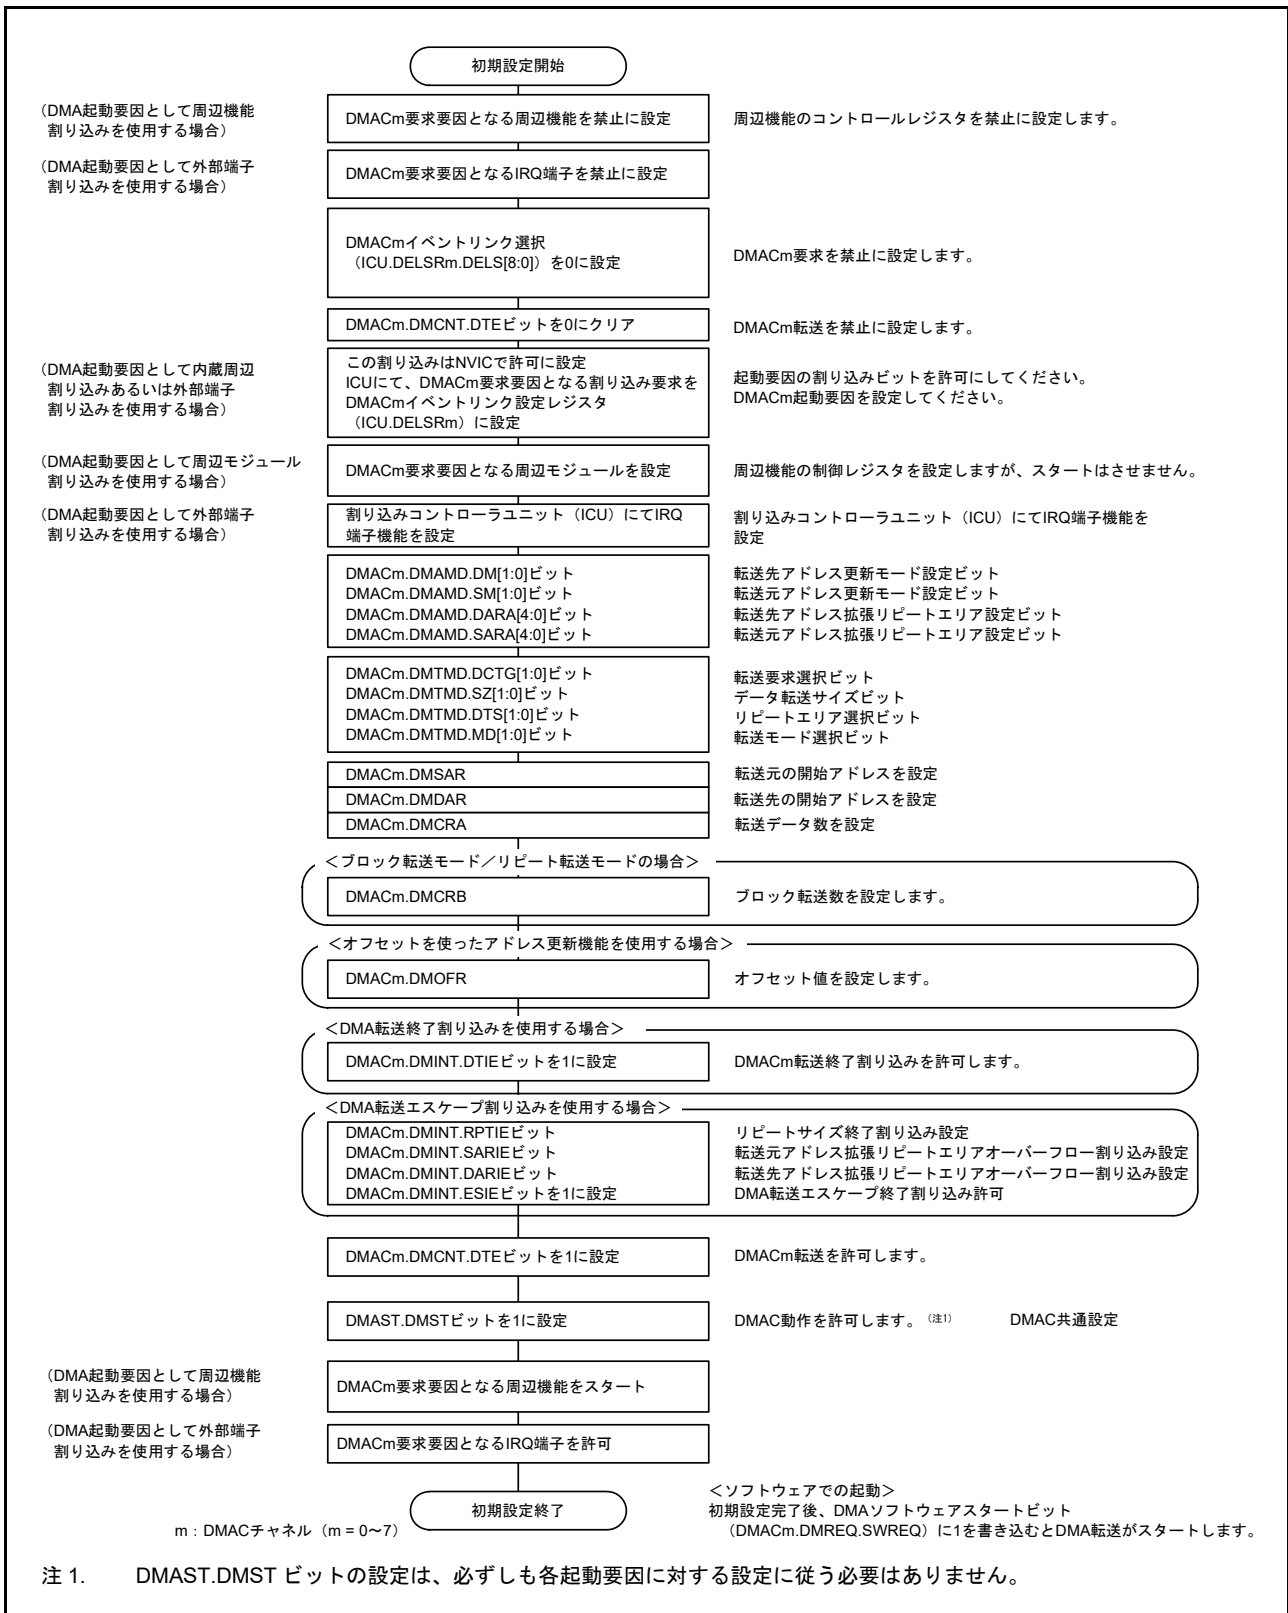 初期設定開始
(DMA起動要因として周辺機能
割り込みを使用する場合)
DMACm要求要因となる周辺機能を禁止に設定
周辺機能のコントロールレジスタを禁止に設定します。
(DMA起動要因として外部端子
割り込みを使用する場合)
DMACm要求要因となるIRQ端子を禁止に設定
DMACmイベントリンク選択
(ICU.DELSRm.DELS[8:0])を0に設定
DMACm要求を禁止に設定します。
DMACm.DMCNT.DTEビットを0にクリア
DMACm転送を禁止に設定します。
(DMA起動要因として内蔵周辺
割り込みあるいは外部端子
割り込みを使用する場合)
この割り込みはNVICで許可に設定
ICUにて、DMACm要求要因となる割り込み要求を
DMACmイベントリンク設定レジスタ
(ICU.DELSRm)に設定
起動要因の割り込みビットを許可にしてください。
DMACm起動要因を設定してください。
(DMA起動要因として周辺モジュール
割り込みを使用する場合)
DMACm要求要因となる周辺モジュールを設定
周辺機能の制御レジスタを設定しますが、スタートはさせません。
(DMA起動要因として外部端子
割り込みを使用する場合)
割り込みコントローラユニット(ICU)にてIRQ
端子機能を設定
割り込みコントローラユニット(ICU)にてIRQ端子機能を
設定
DMACm.DMAMD.DM[1:0]ビット 転送先アドレス更新モード設定ビット
DMACm.DMAMD.SM[1:0]ビット 転送元アドレス更新モード設定ビット
DMACm.DMAMD.DARA[4:0]ビット 転送先アドレス拡張リピートエリア設定ビット
DMACm.DMAMD.SARA[4:0]ビット 転送元アドレス拡張リピートエリア設定ビット
DMACm.DMTMD.DCTG[1:0]ビット 転送要求選択ビット
DMACm.DMTMD.SZ[1:0]ビット データ転送サイズビット
DMACm.DMTMD.DTS[1:0]ビット リピートエリア選択ビット
DMACm.DMTMD.MD[1:0]ビット 転送モード選択ビット
DMACm.DMSAR 転送元の開始アドレスを設定
DMACm.DMDAR 転送先の開始アドレスを設定
DMACm.DMCRA 転送データ数を設定
<ブロック転送モード/リピート転送モードの場合>
DMACm.DMCRB ブロック転送数を設定します。
<オフセットを使ったアドレス更新機能を使用する場合>
DMACm.DMOFR オフセット値を設定します。
<DMA転送終了割り込みを使用する場合>
DMACm.DMINT.DTIEビットを1に設定 DMACm転送終了割り込みを許可します。
<DMA転送エスケープ割り込みを使用する場合>
DMACm.DMINT.RPTIEビット リピートサイズ終了割り込み設定
DMACm.DMINT.SARIEビット 転送元アドレス拡張リピートエリアオーバーフロー割り込み設定
DMACm.DMINT.DARIEビット 転送先アドレス拡張リピートエリアオーバーフロー割り込み設定
DMACm.DMINT.ESIEビットを1に設定 DMA転送エスケープ終了割り込み許可
DMACm.DMCNT.DTEビットを1に設定 DMACm転送を許可します。
DMAST.DMSTビットを1に設定 DMAC動作を許可します。(注1) DMAC共通設定
(DMA起動要因として周辺機能
割り込みを使用する場合)
DMACm要求要因となる周辺機能をスタート
(DMA起動要因として外部端子
割り込みを使用する場合)
DMACm要求要因となるIRQ端子を許可
初期設定終了
<ソフトウェアでの起動>
初期設定完了後、DMAソフトウェアスタートビット
(DMACm.DMREQ.SWREQ)に1を書き込むとDMA転送がスタートします。
m:DMACチャネル(m = 0~7)
注 1. DMAST.DMST ビットの設定は、必ずしも各起動要因に対する設定に従う必要はありません。